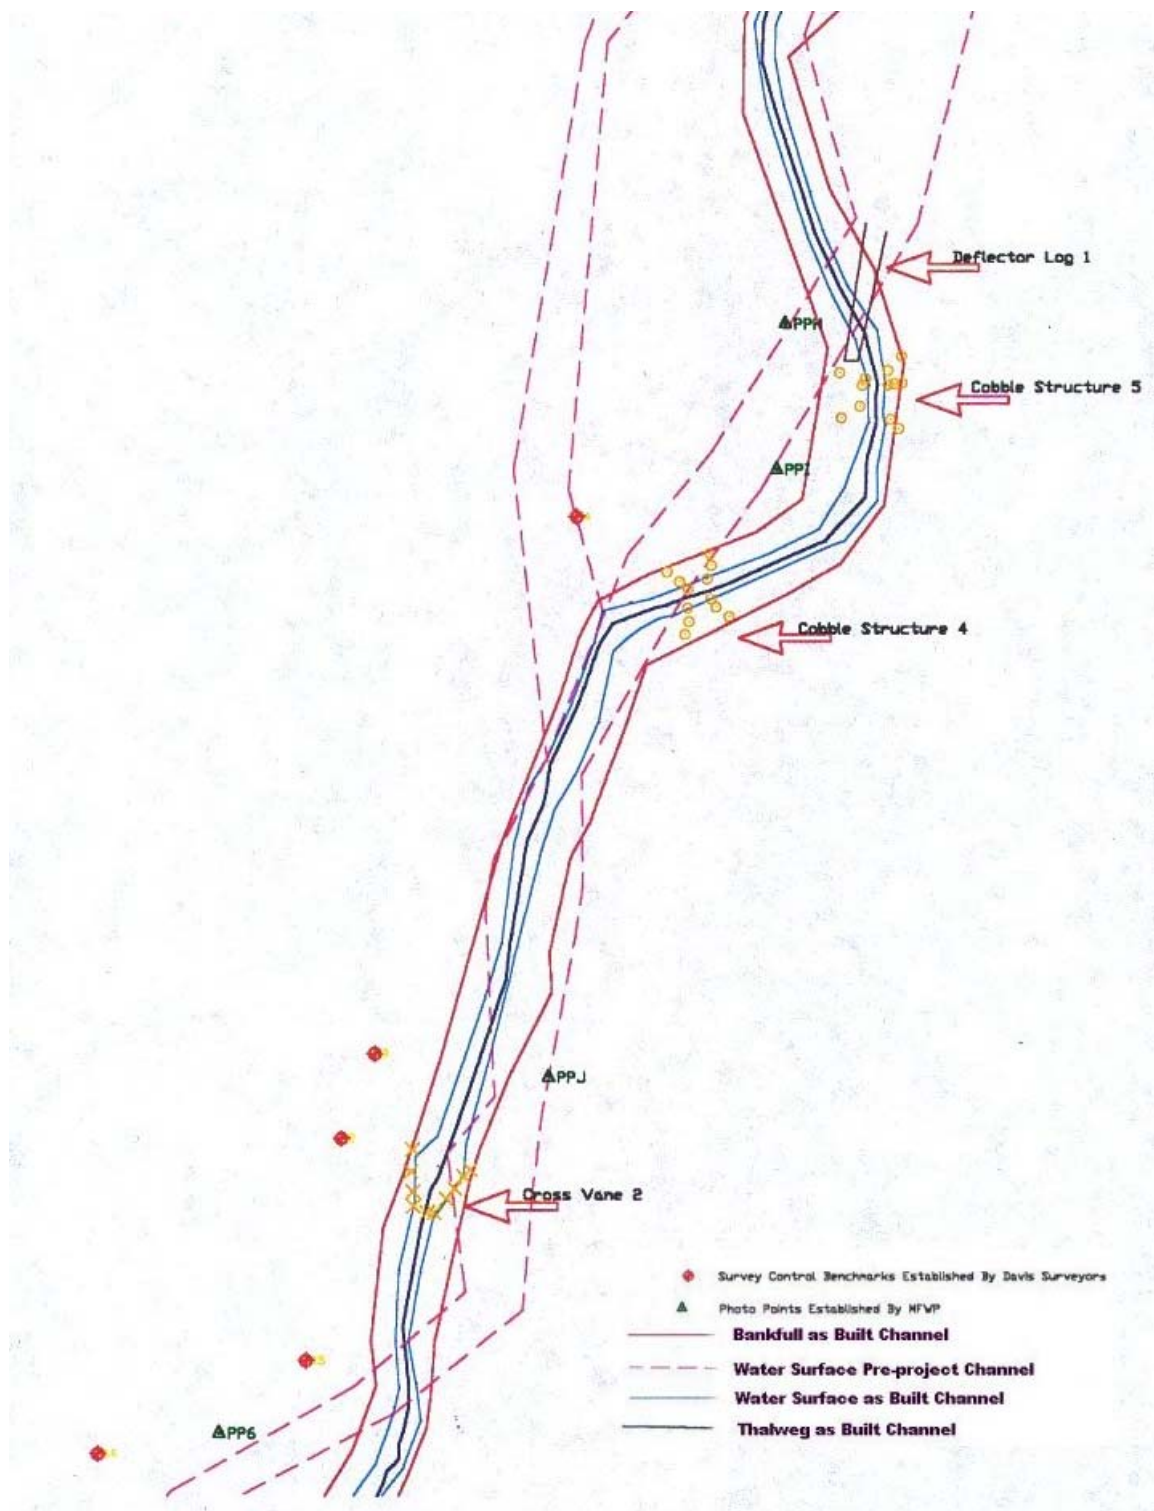 Deflector Log 1
PPH
Cobble Structure 5
PPI
Cobble Structure 4
PPJ
Cross Vane 2
Survey Control Benchmarks Established By Davis Surveyors
Photo Points Established By MFWP
Bankfull as Built Channel
Water Surface Pre-project Channel
Water Surface as Built Channel
Thalweg as Built Channel
PP6